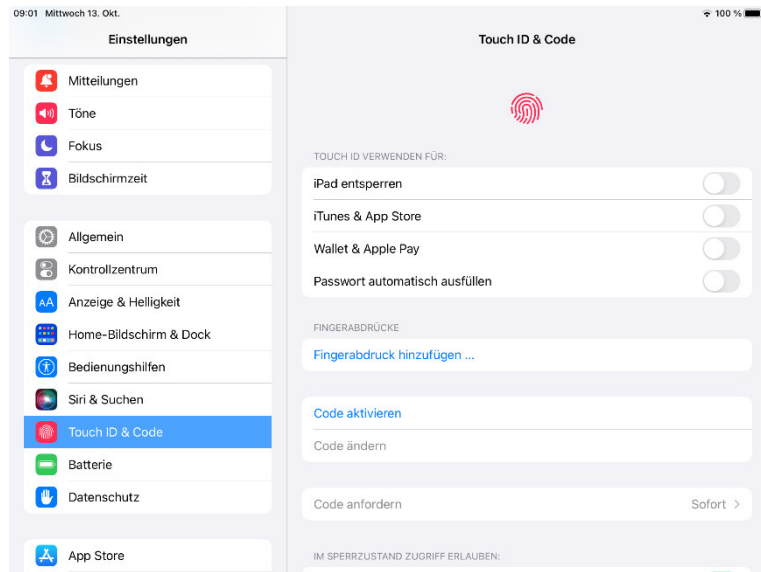 09:01 Mittwoch 13. Okt.
100 %
Einstellungen
Mitteilungen
Töne
Fokus
Bildschirmzeit
Allgemein
Kontrollzentrum
AA Anzeige & Helligkeit
Home-Bildschirm & Dock
Bedienungshilfen
Siri & Suchen
Touch ID & Code
Batterie
Datenschutz
App Store
Touch ID & Code
TOUCH ID VERWENDEN FÜR:
iPad entsperren
iTunes & App Store
Wallet & Apple Pay
Passwort automatisch ausfüllen
FINGERABDRÜCKE
Fingerabdruck hinzufügen ...
Code aktivieren
Code ändern
Code anfordern Sofort >
IM SPERRZUSTAND ZUGRIFF ERLAUBEN: